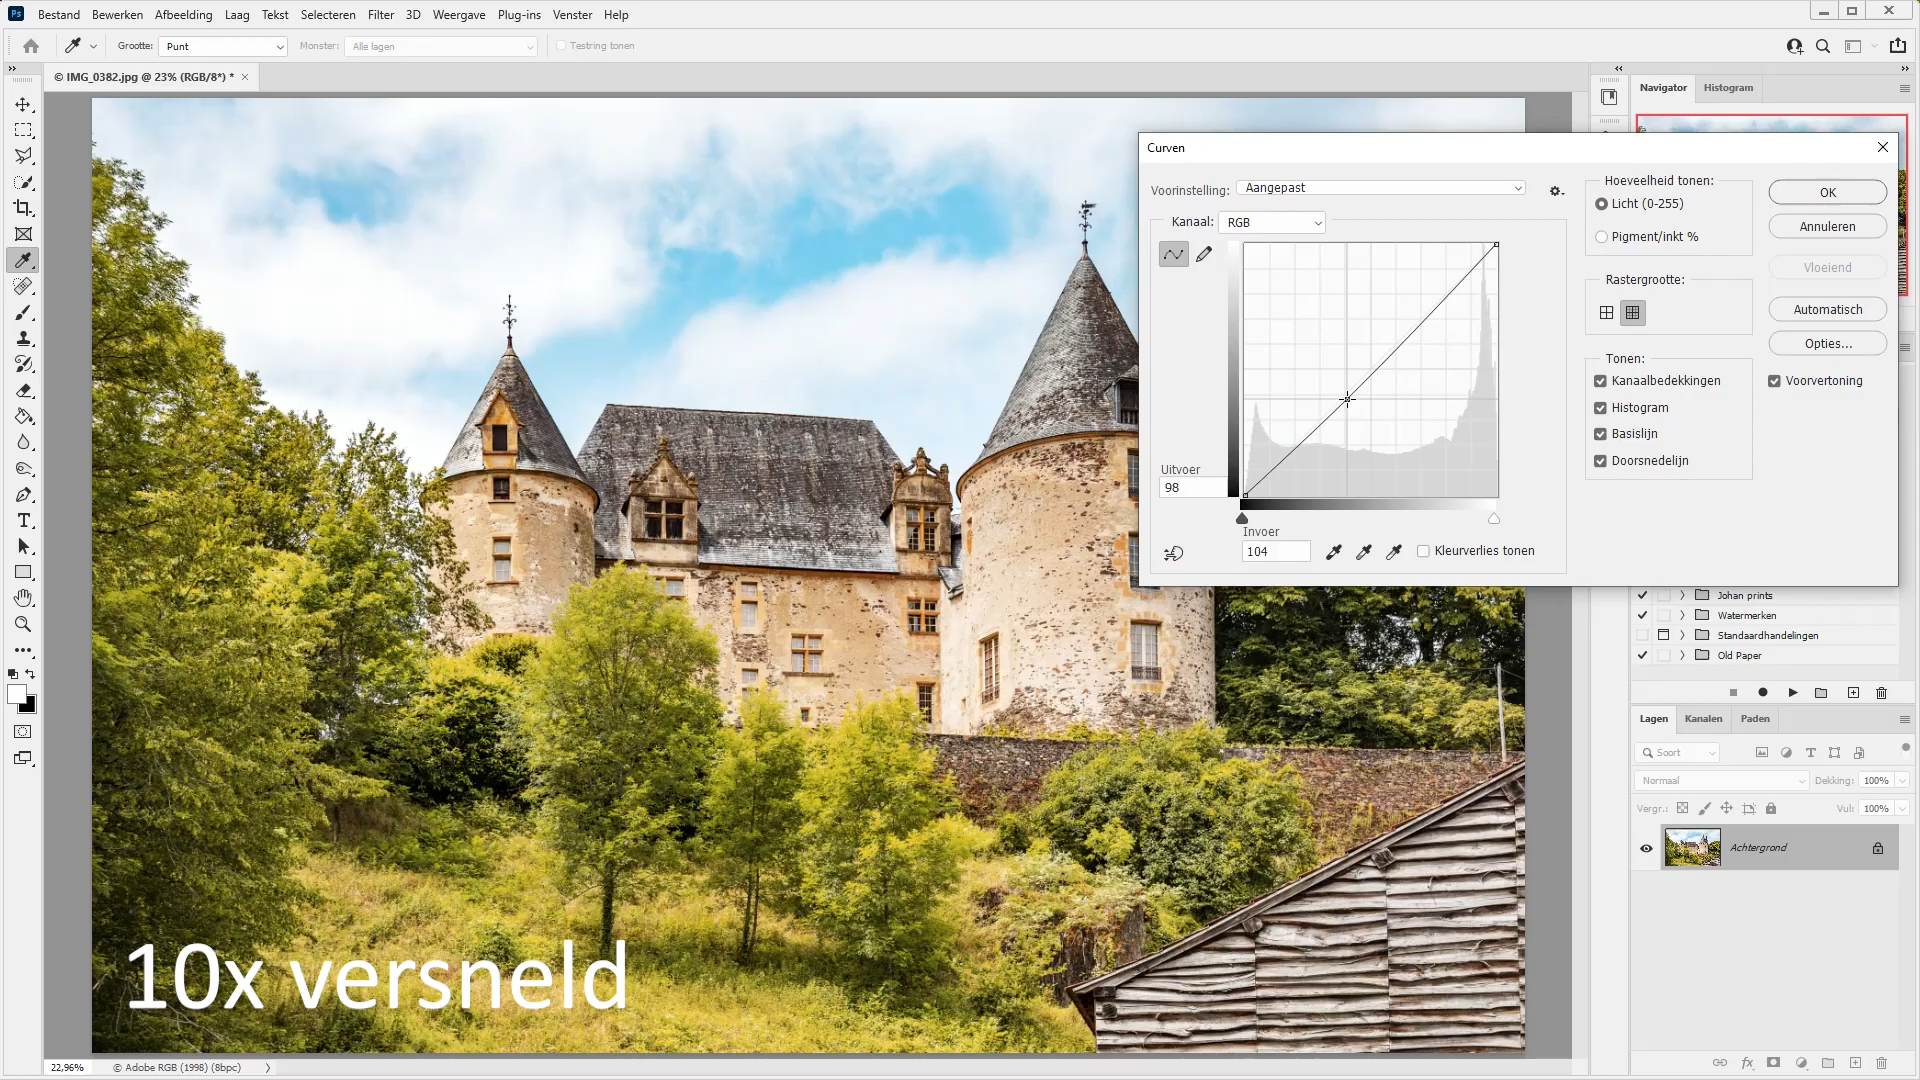 Ps Bestand Bewerken Afbeelding Laag Tekst Selecteren Filter 3D Weergave Plug-ins Venster Help
Grootte: Punt Monster: Alle lagen Testring tonen
© IMG_0382.jpg @ 23% (RGB/8*) *
Navigator Histogram
Curven
Voorinstelling: Aangepast
Kanaal: RGB
Uitvoer
98
Invoer
104
Kleurverlies tonen
Hoeveelheid tonen:
Licht (0-255)
Pigment/inkt %
Rastergrootte:
Tonen:
Kanaalbedekkingen
Histogram
Basislijn
Doorsnedelijn
OK
Annuleren
Vloeiend
Automatisch
Opties...
Voorvertoning
Johan prints
Watermerken
Standaardhandelingen
Old Paper
Lagen Kanalen Paden
Soort
Normaal Dekking: 100%
Vergr.: Vul: 100%
Achtergrond
fx
10x versneld
22,96% © Adobe RGB (1998) (8bpc)